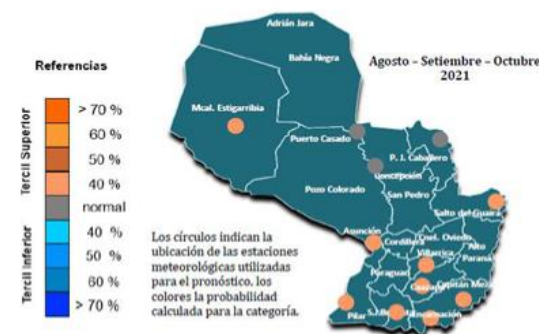 Referencias
Tercil Superior
> 70 %
60 %
50 %
40 %
normal
Tercil Inferior
40 %
50 %
60 %
> 70 %
Agosto – Setiembre – Octubre
2021
Adrián Jara
Bahía Negra
Mcal. Estigarribia
Puerto Casado
P. J. Caballero
Concepción
Pozo Colorado
San Pedro
Salto del Guairá
Asunción
Cordillera
Cnel. Oviedo
Alto
Paraná
Villarrica
Paraguarí
Caazapá
Capitán Meza
Pilar
Encarnación
Los círculos indican la
ubicación de las estaciones
meteorológicas utilizadas
para el pronóstico, los
colores la probabilidad
calculada para la categoría.